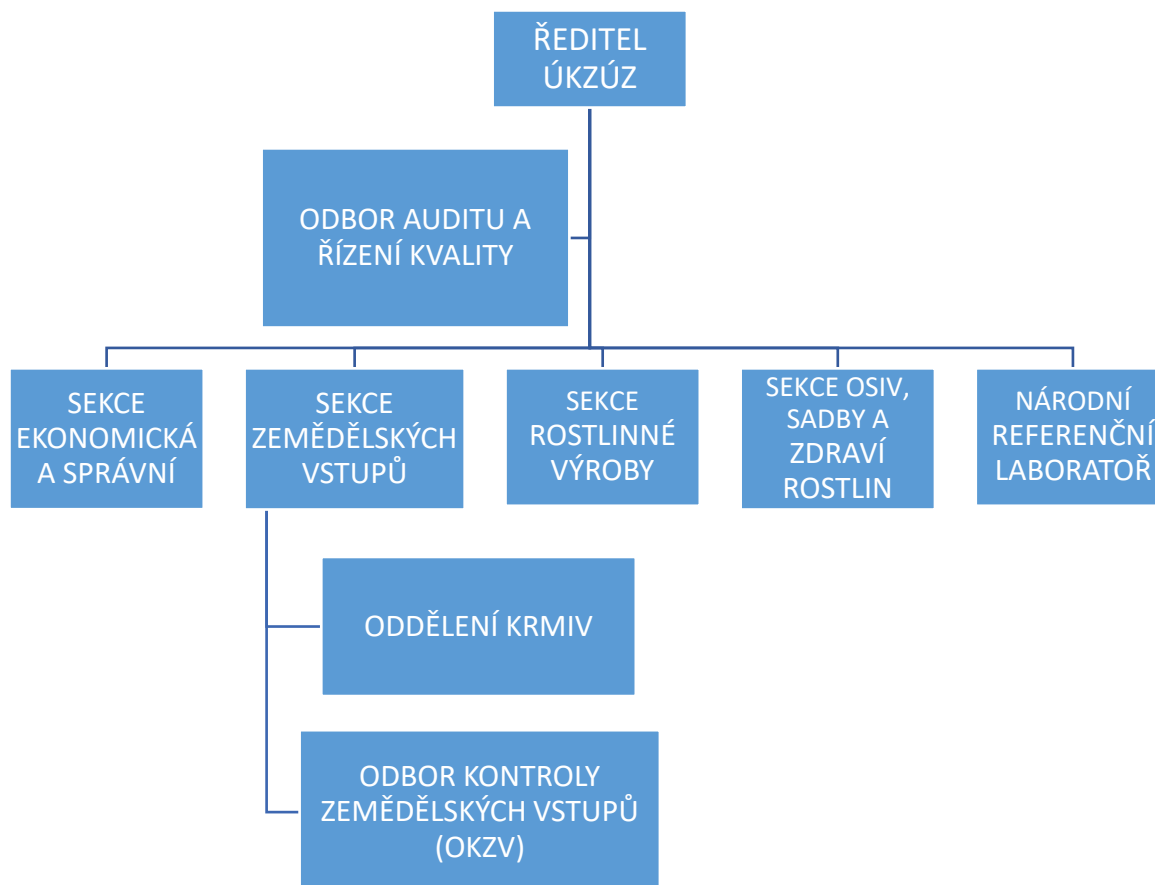 ŘEDITEL
ÚKZÚZ
ODBOR AUDITU A
ŘÍZENÍ KVALITY
SEKCE
EKONOMICKÁ
A SPRÁVNÍ
SEKCE
ZEMĚDĚLSKÝCH
VSTUPŮ
SEKCE
ROSTLINNÉ
VÝROBY
SEKCE OSIV,
SADBY A
ZDRAVÍ
ROSTLIN
NÁRODNÍ
REFERENČNÍ
LABORATOŘ
ODDĚLENÍ KRMIV
ODBOR KONTROLY
ZEMĚDĚLSKÝCH VSTUPŮ
(OKZV)